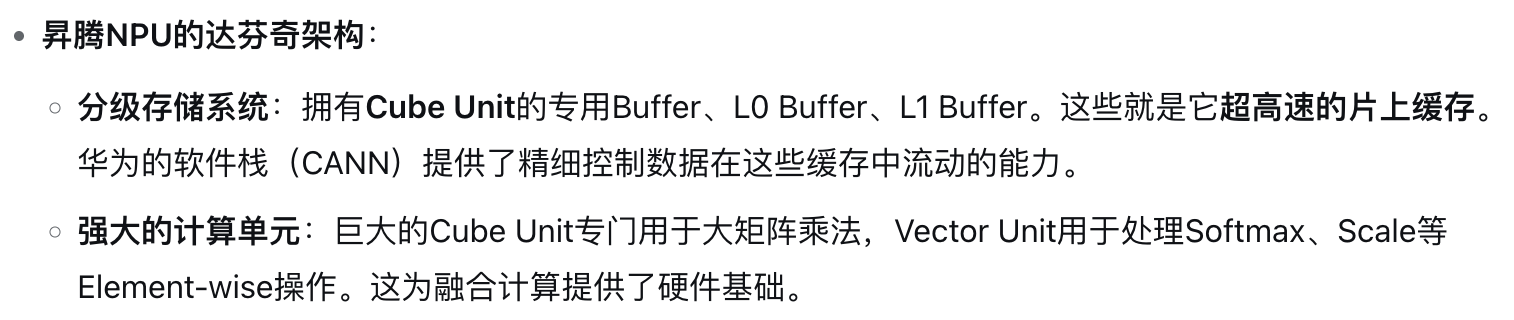 昇腾NPU的达芬奇架构：
分级存储系统：拥有Cube Unit的专用Buffer、L0 Buffer、L1 Buffer。这些就是它超高速的片上缓存。
华为的软件栈（CANN）提供了精细控制数据在这些缓存中流动的能力。
强大的计算单元：巨大的Cube Unit专门用于大矩阵乘法，Vector Unit用于处理Softmax、Scale等
Element-wise操作。这为融合计算提供了硬件基础。